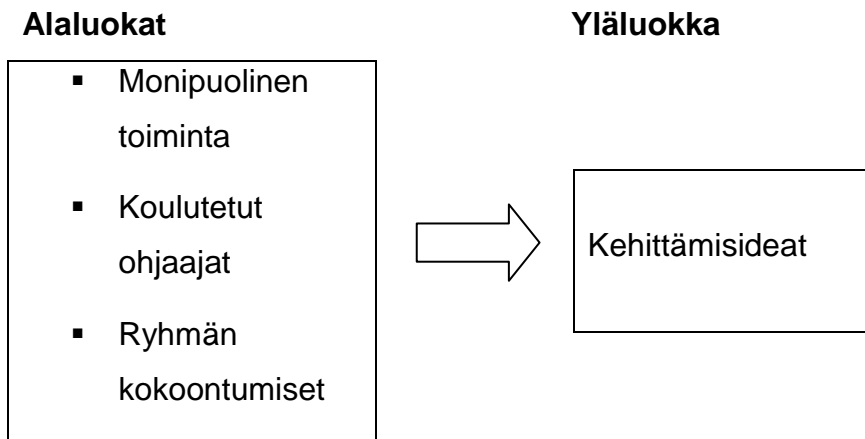 Alaluokat
Yläluokka
▪ Monipuolinen
toiminta
▪ Koulutetut
ohjaajat
▪ Ryhmän
kokoontumiset
Kehittämisideat